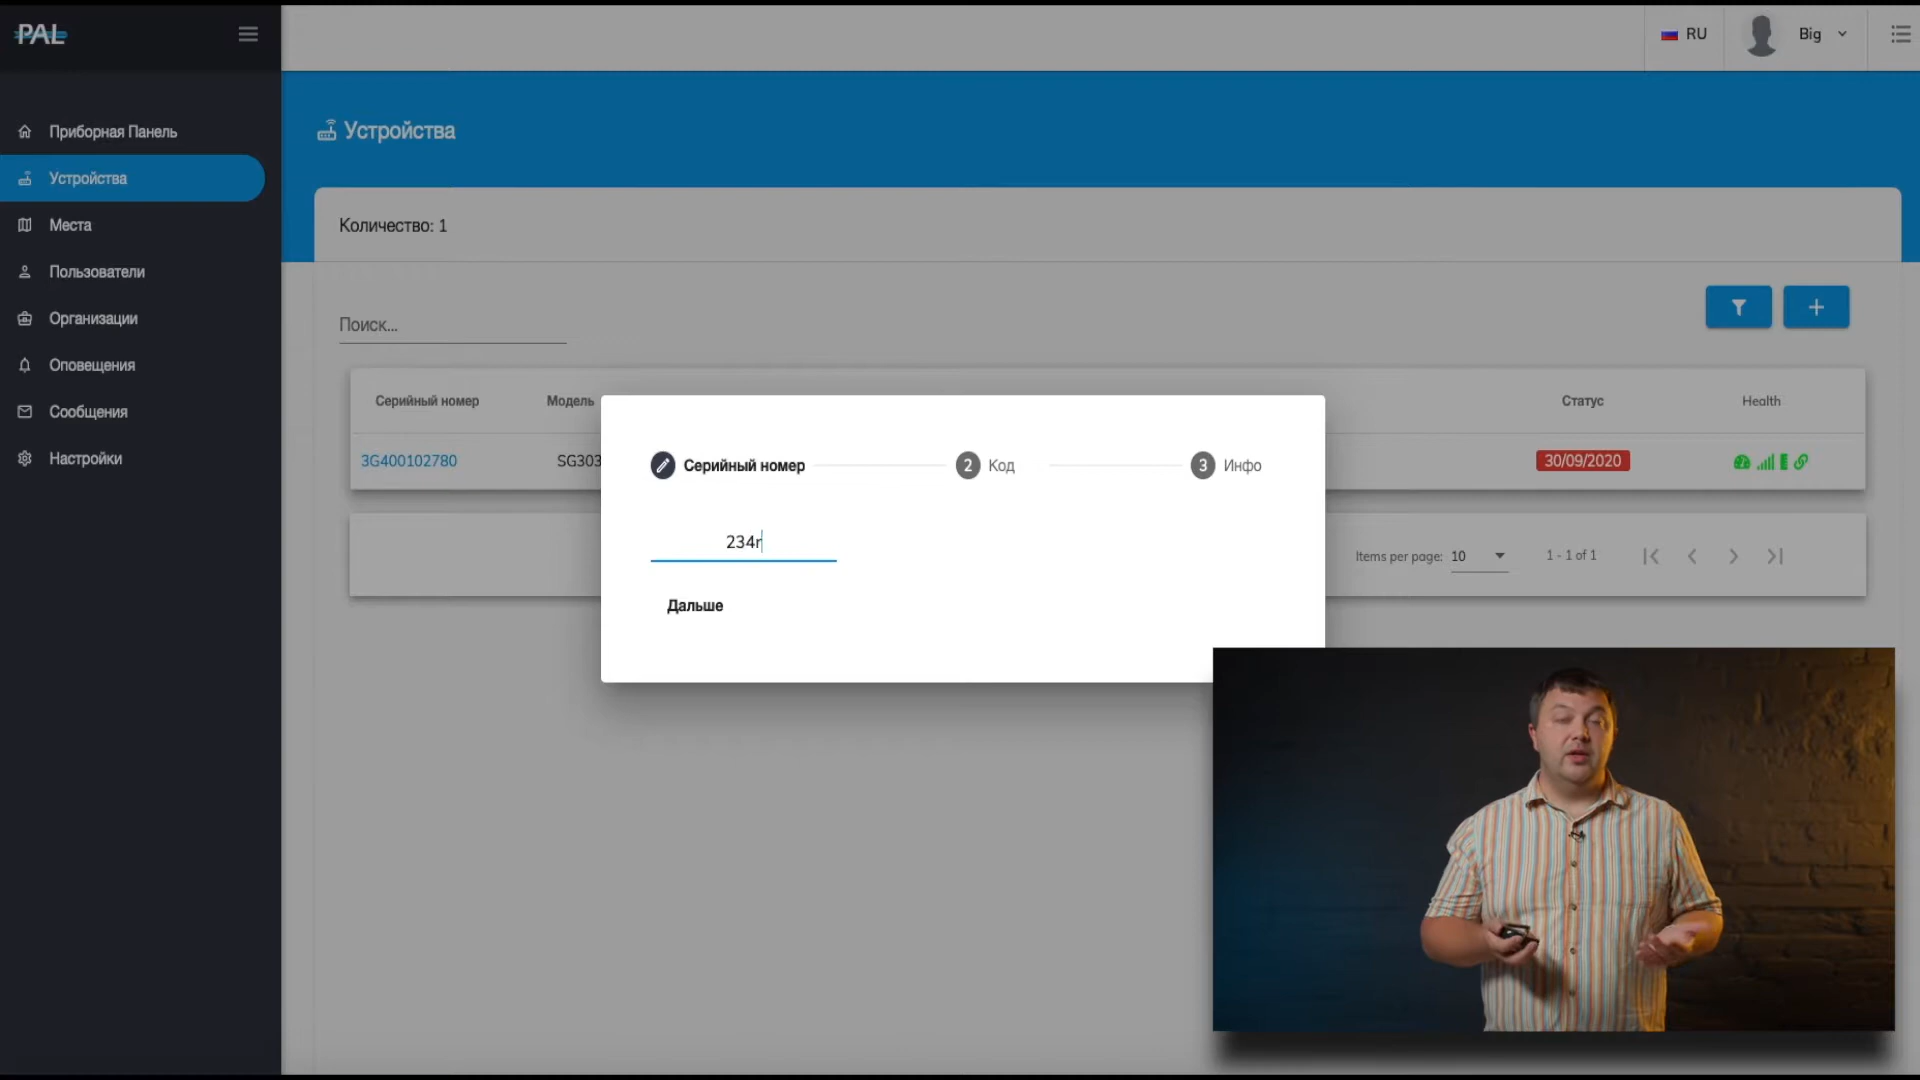 PAL
RU
Big
Приборная Панель
Устройства
Места
Пользователи
Организации
Оповещения
Сообщения
Настройки
Устройства
Количество: 1
Поиск...
Серийный номер
Модель
Статус
Health
3G400102780
SG303
30/09/2020
Серийный номер
2
Код
3
Инфо
234r
Дальше
Items per page:
10
1 - 1 of 1